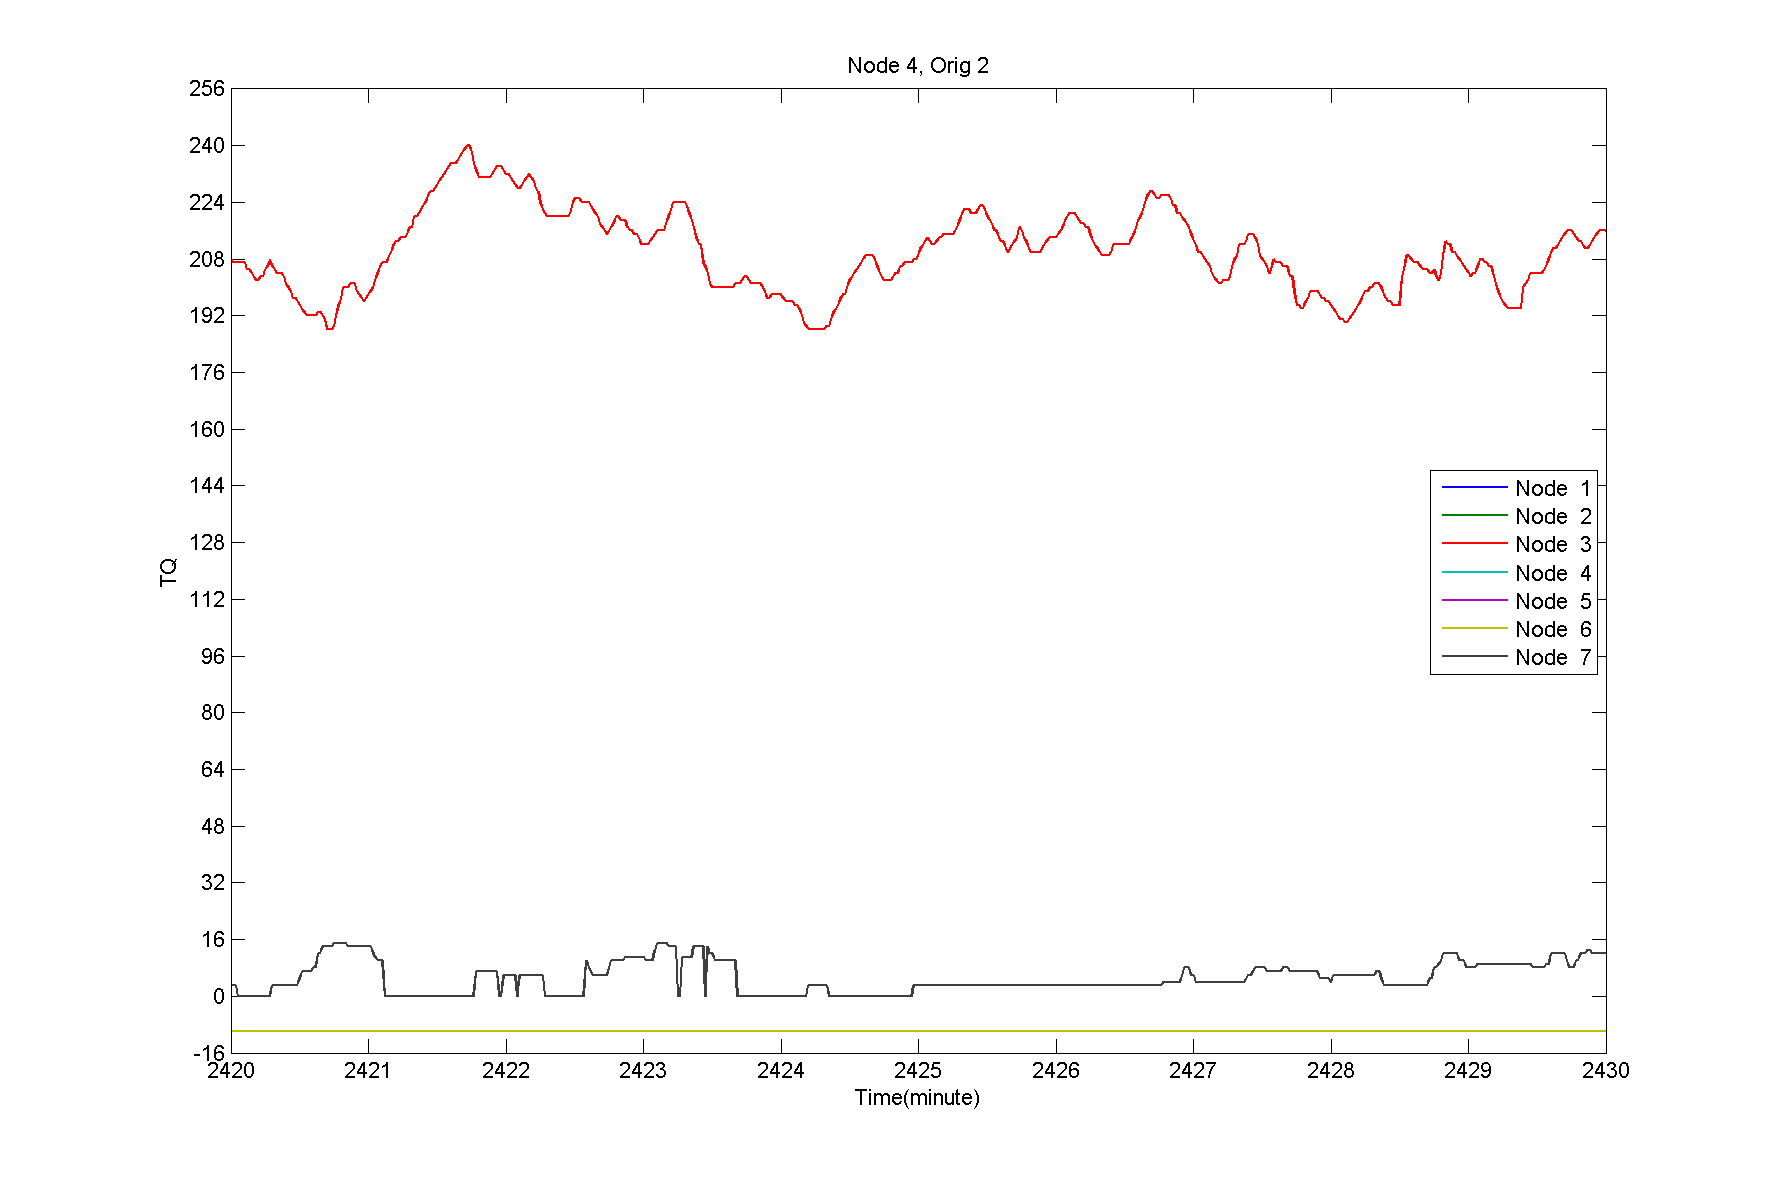 Node 4, Orig 2
256
240
224
208
192
176
160
144
128
112
96
80
64
48
32
16
0
-16
TQ
Node 1
Node 2
Node 3
Node 4
Node 5
Node 6
Node 7
2420 2421 2422 2423 2424 2425 2426 2427 2428 2429 2430
Time(minute)